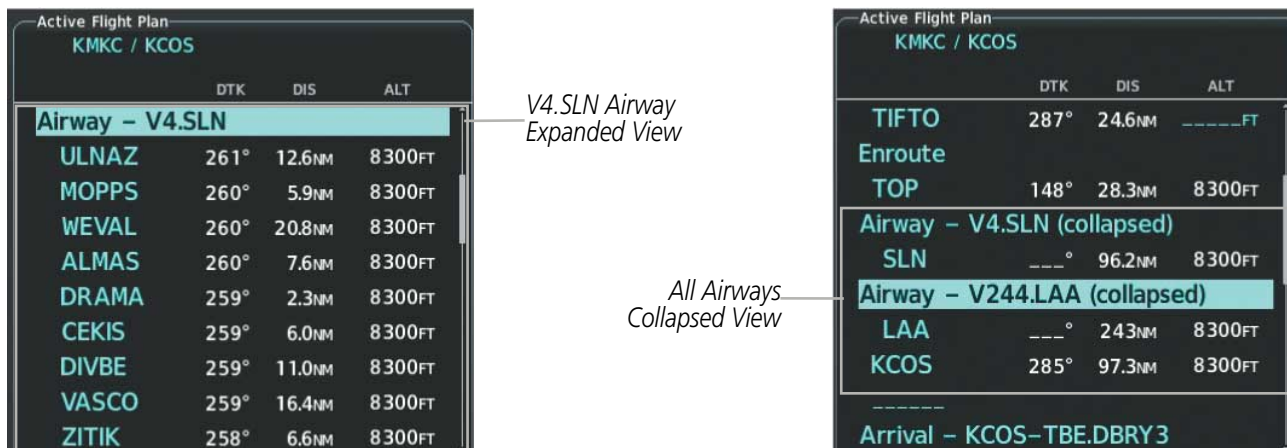 Active Flight Plan
KMKC / KCOS
DTK DIS ALT
Airway – V4.SLN
ULNAZ 261° 12.6NM 8300FT
MOPPS 260° 5.9NM 8300FT
WEVAL 260° 20.8NM 8300FT
ALMAS 260° 7.6NM 8300FT
DRAMA 259° 2.3NM 8300FT
CEKIS 259° 6.0NM 8300FT
DIVBE 259° 11.0NM 8300FT
VASCO 259° 16.4NM 8300FT
ZITIK 258° 6.6NM 8300FT
V4.SLN Airway
Expanded View
All Airways
Collapsed View
Active Flight Plan
KMKC / KCOS
DTK DIS ALT
TIFTO 287° 24.6NM _____FT
Enroute
TOP 148° 28.3NM 8300FT
Airway – V4.SLN (collapsed)
SLN ___° 96.2NM 8300FT
Airway – V244.LAA (collapsed)
LAA ___° 243NM 8300FT
KCOS 285° 97.3NM 8300FT
______
Arrival – KCOS–TBE.DBRY3